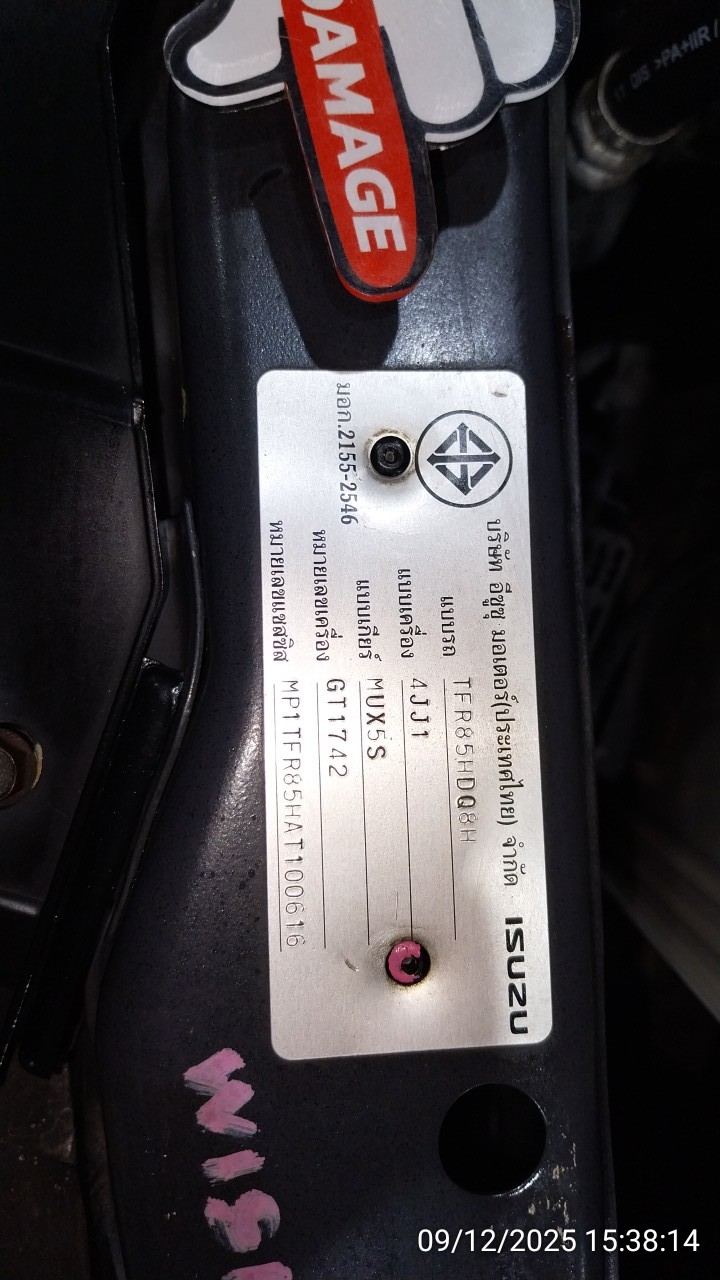 DAMAGE
>PA+HIR
มอก.2155-2546
บริษัท อีซูซุ มอเตอร์(ประเทศไทย) จำกัด ISUZU
แบบรถ TFR85HDQ8H
แบบเครื่อง 4JJ1
แบบเกียร์ MUX5S
หมายเลขเครื่อง GT1742
หมายเลขแชสซิส MP1TFR85HAT100616
WIS
09/12/2025 15:38:14